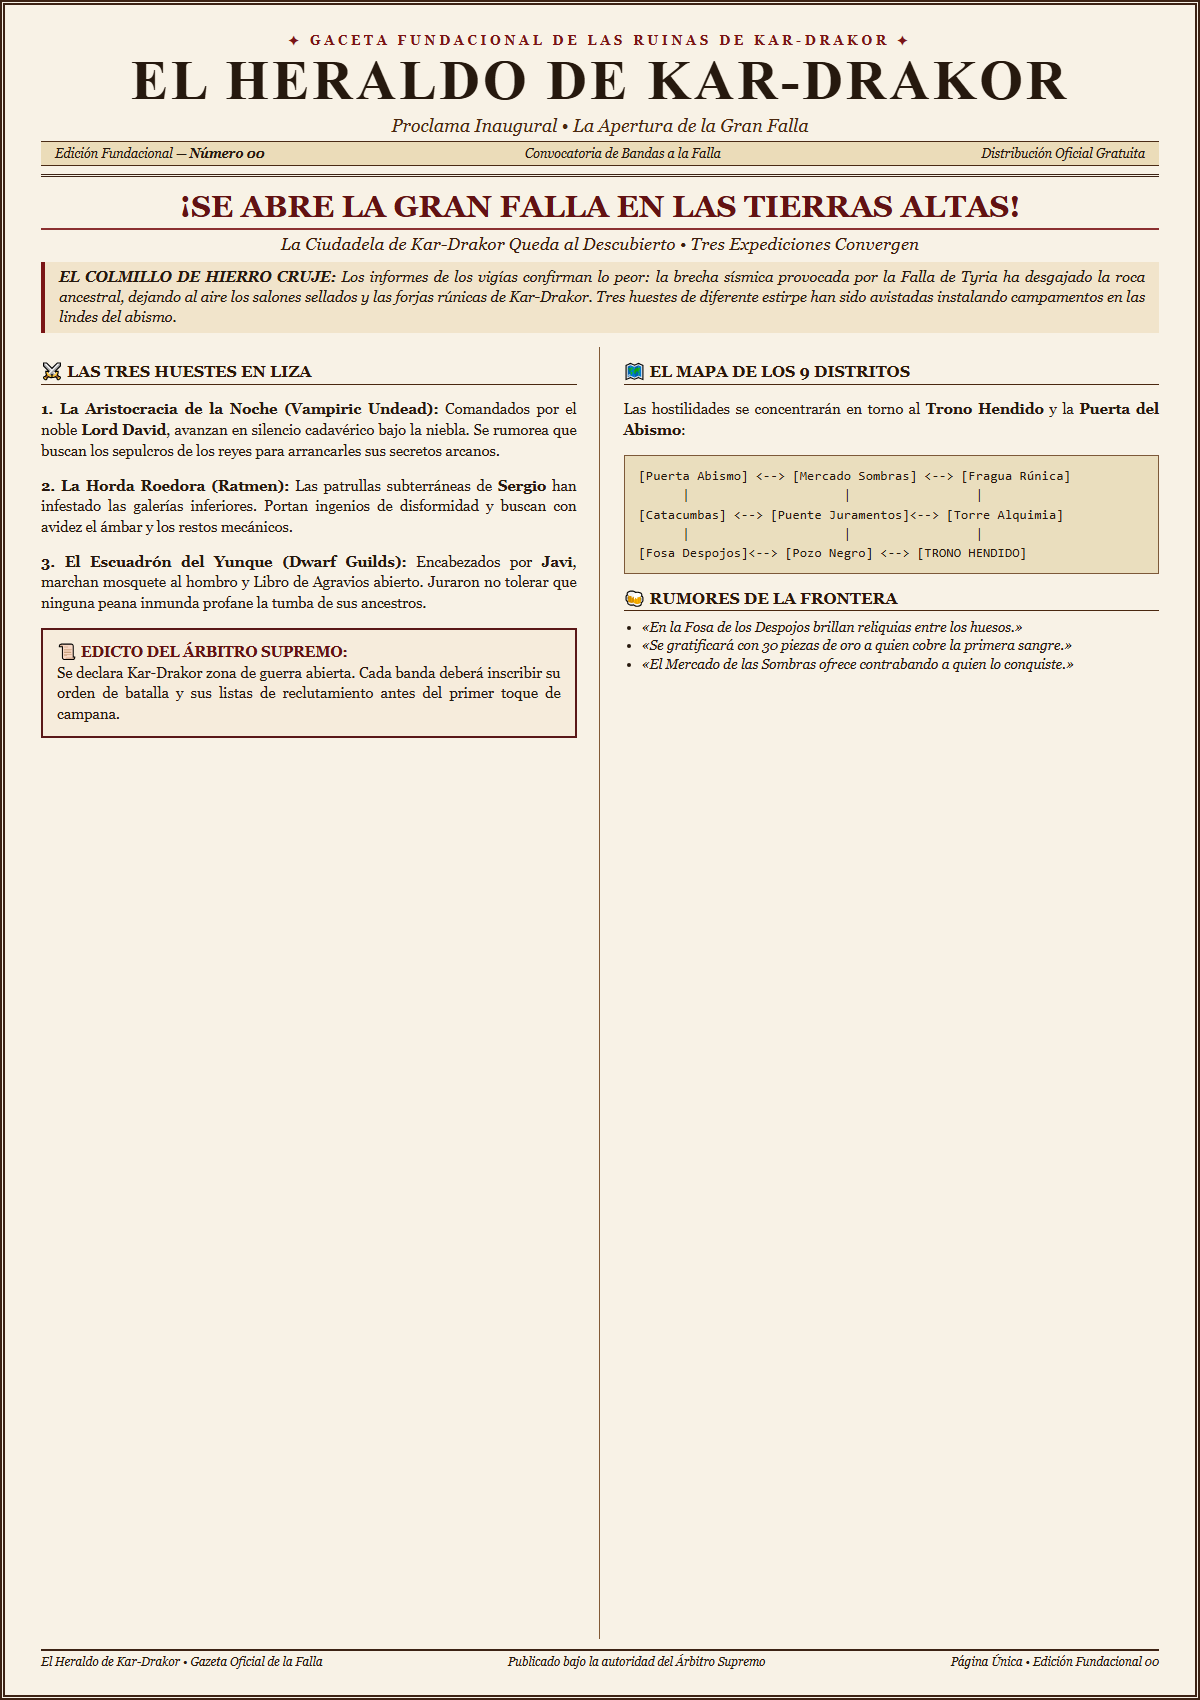 ✦ GACETA FUNDACIONAL DE LAS RUINAS DE KAR-DRAKOR ✦
EL HERALDO DE KAR-DRAKOR
Proclama Inaugural • La Apertura de la Gran Falla
Edición Fundacional — Número 00
Convocatoria de Bandas a la Falla
Distribución Oficial Gratuita
¡SE ABRE LA GRAN FALLA EN LAS TIERRAS ALTAS!
La Ciudadela de Kar-Drakor Queda al Descubierto • Tres Expediciones Convergen
EL COLMILLO DE HIERRO CRUJE: Los informes de los vigías confirman lo peor: la brecha sísmica provocada por la Falla de Tyria ha desgajado la roca
ancestral, dejando al aire los salones sellados y las forjas rúnicas de Kar-Drakor. Tres huestes de diferente estirpe han sido avistadas instalando campamentos en las
lindes del abismo.
LAS TRES HUESTES EN LIZA
1. La Aristocracia de la Noche (Vampiric Undead): Comandados por el
noble Lord David, avanzan en silencio cadavérico bajo la niebla. Se rumorea que
buscan los sepulcros de los reyes para arrancarles sus secretos arcanos.
2. La Horda Roedora (Ratmen): Las patrullas subterráneas de Sergio han
infestado las galerías inferiores. Portan ingenios de disformidad y buscan con
avidez el ámbar y los restos mecánicos.
3. El Escuadrón del Yunque (Dwarf Guilds): Encabezados por Javi,
marchan mosquete al hombro y Libro de Agravios abierto. Juraron no tolerar que
ninguna peana inmunda profane la tumba de sus ancestros.
EDICTO DEL ÁRBITRO SUPREMO:
Se declara Kar-Drakor zona de guerra abierta. Cada banda deberá inscribir su
orden de batalla y sus listas de reclutamiento antes del primer toque de
campana.
EL MAPA DE LOS 9 DISTRITOS
Las hostilidades se concentrarán en torno al Trono Hendido y la Puerta del
Abismo:
[Puerta Abismo] <--> [Mercado Sombras] <--> [Fragua Rúnica]
| | |
[Catacumbas] <--> [Puente Juramentos]<--> [Torre Alquimia]
| | |
[Fosa Despojos]<--> [Pozo Negro] <--> [TRONO HENDIDO]
RUMORES DE LA FRONTERA
• «En la Fosa de los Despojos brillan reliquias entre los huesos.»
• «Se gratificará con 30 piezas de oro a quien cobre la primera sangre.»
• «El Mercado de las Sombras ofrece contrabando a quien lo conquiste.»
El Heraldo de Kar-Drakor • Gazeta Oficial de la Falla
Publicado bajo la autoridad del Árbitro Supremo
Página Única • Edición Fundacional 00